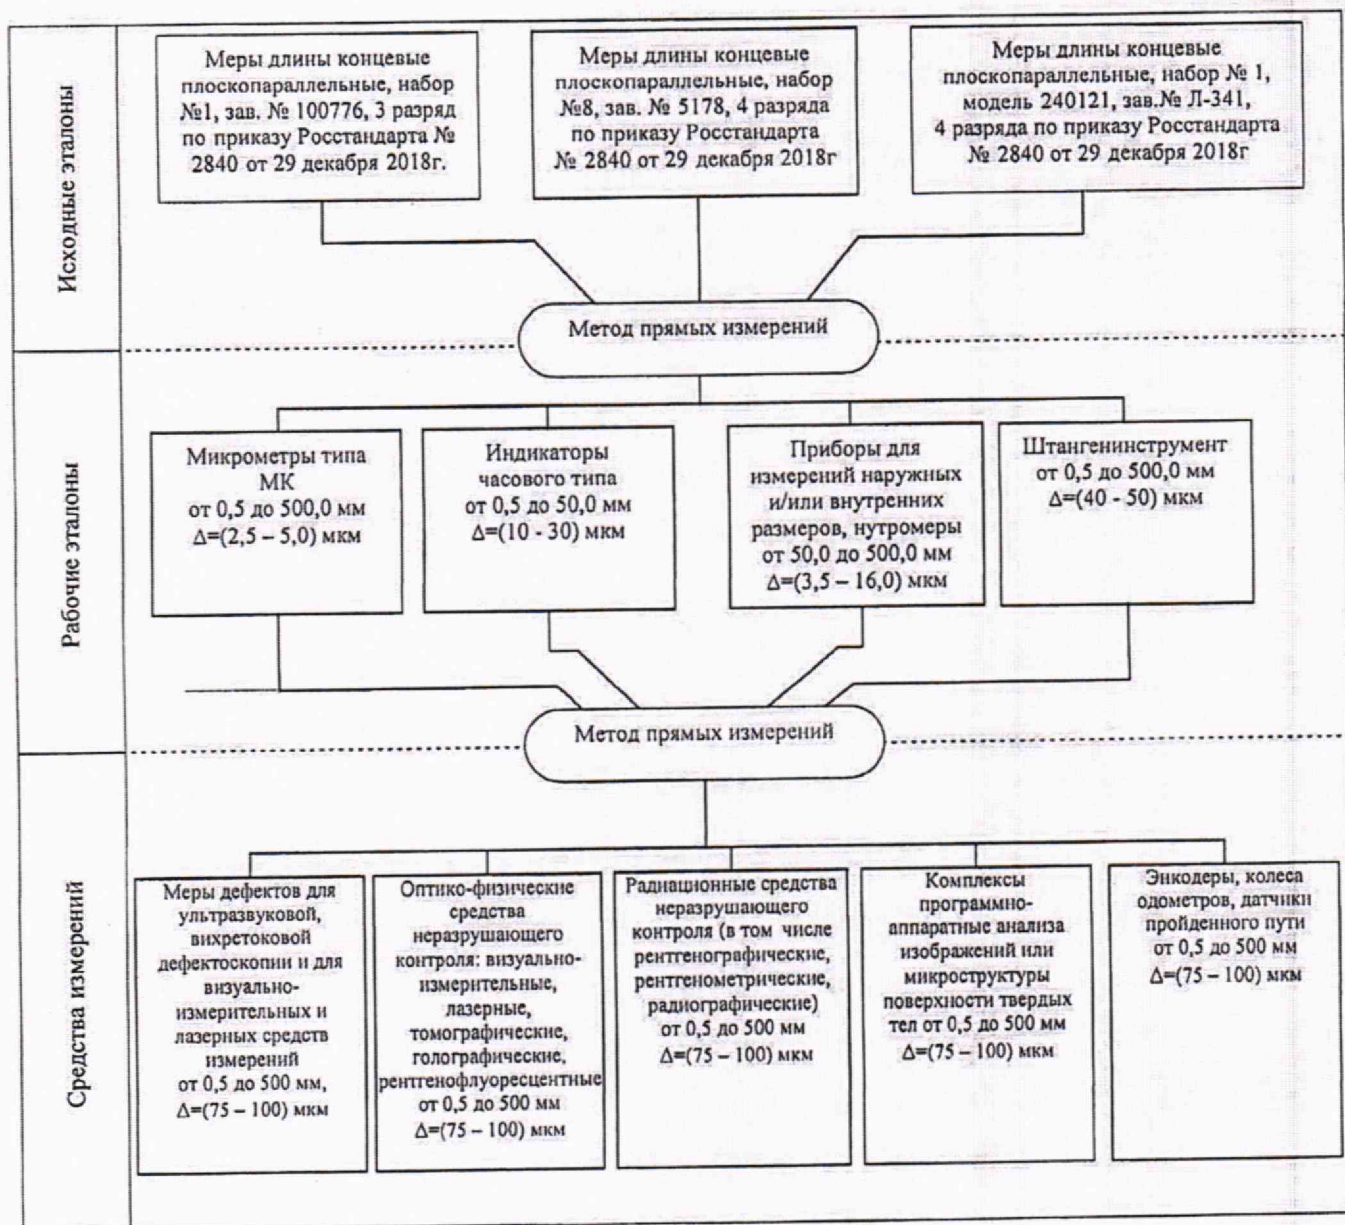 Исходные эталоны
Меры длины концевые
плоскопараллельные, набор
№1, зав. № 100776, 3 разряд
по приказу Росстандарта №
2840 от 29 декабря 2018г.
Меры длины концевые
плоскопараллельные, набор
№8, зав. № 5178, 4 разряда
по приказу Росстандарта
№ 2840 от 29 декабря 2018г
Меры длины концевые
плоскопараллельные, набор № 1,
модель 240121, зав.№ Л-341,
4 разряда по приказу Росстандарта
№ 2840 от 29 декабря 2018г
Метод прямых измерений
Рабочие эталоны
Микрометры типа
МК
от 0,5 до 500,0 мм
Δ=(2,5 – 5,0) мкм
Индикаторы
часового типа
от 0,5 до 50,0 мм
Δ=(10 - 30) мкм
Приборы для
измерений наружных
и/или внутренних
размеров, нутромеры
от 50,0 до 500,0 мм
Δ=(3,5 – 16,0) мкм
Штангенинструмент
от 0,5 до 500,0 мм
Δ=(40 - 50) мкм
Метод прямых измерений
Средства измерений
Меры дефектов для
ультразвуковой,
вихретоковой
дефектоскопии и для
визуально-
измерительных и
лазерных средств
измерений
от 0,5 до 500 мм,
Δ=(75 – 100) мкм
Оптико-физические
средства
неразрушающего
контроля: визуально-
измерительные,
лазерные,
томографические,
голографические,
рентгенофлуоресцентные
от 0,5 до 500 мм
Δ=(75 – 100) мкм
Радиационные средства
неразрушающего
контроля (в том числе
рентгенографические,
рентгенометрические,
радиографические)
от 0,5 до 500 мм
Δ=(75 – 100) мкм
Комплексы
программно-
аппаратные анализа
изображений или
микроструктуры
поверхности твердых
тел от 0,5 до 500 мм
Δ=(75 – 100) мкм
Энкодеры, колеса
одометров, датчики
пройденного пути
от 0,5 до 500 мм
Δ=(75 – 100) мкм